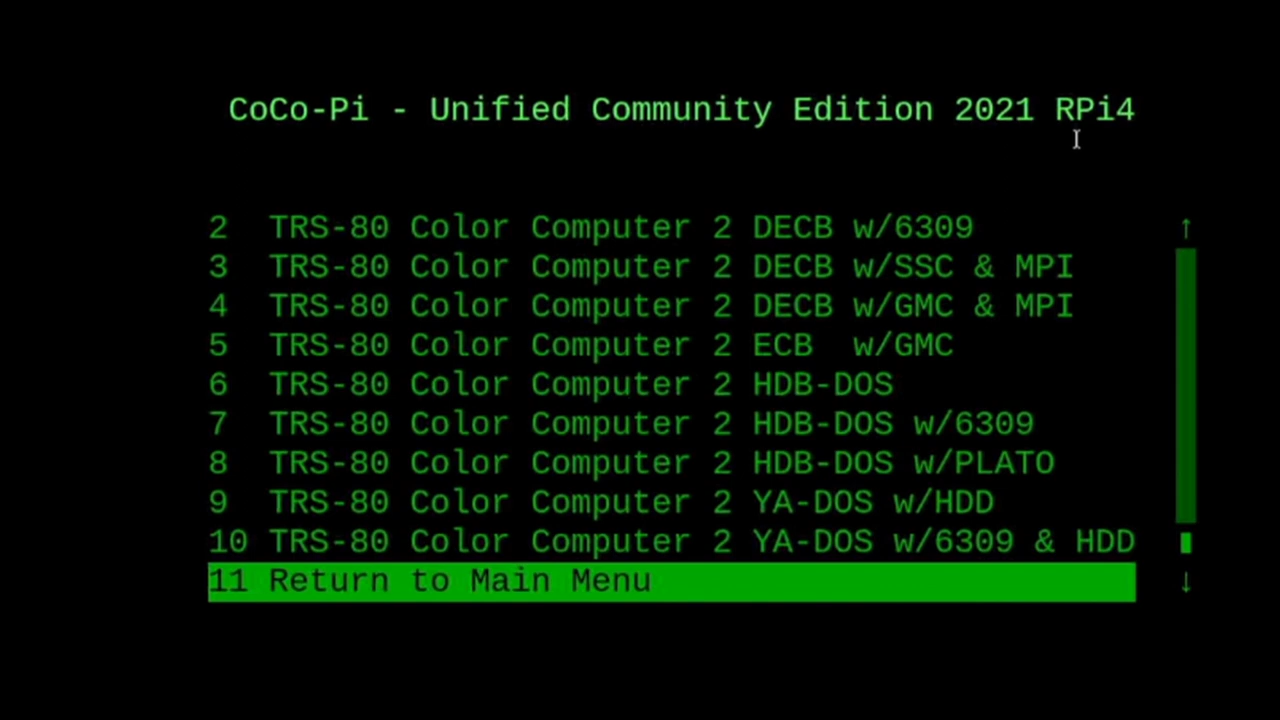 CoCo-Pi - Unified Community Edition 2021 RPi4
2  TRS-80 Color Computer 2 DECB w/6309
3  TRS-80 Color Computer 2 DECB w/SSC & MPI
4  TRS-80 Color Computer 2 DECB w/GMC & MPI
5  TRS-80 Color Computer 2 ECB  w/GMC
6  TRS-80 Color Computer 2 HDB-DOS
7  TRS-80 Color Computer 2 HDB-DOS w/6309
8  TRS-80 Color Computer 2 HDB-DOS w/PLATO
9  TRS-80 Color Computer 2 YA-DOS w/HDD
10 TRS-80 Color Computer 2 YA-DOS w/6309 & HDD
11 Return to Main Menu